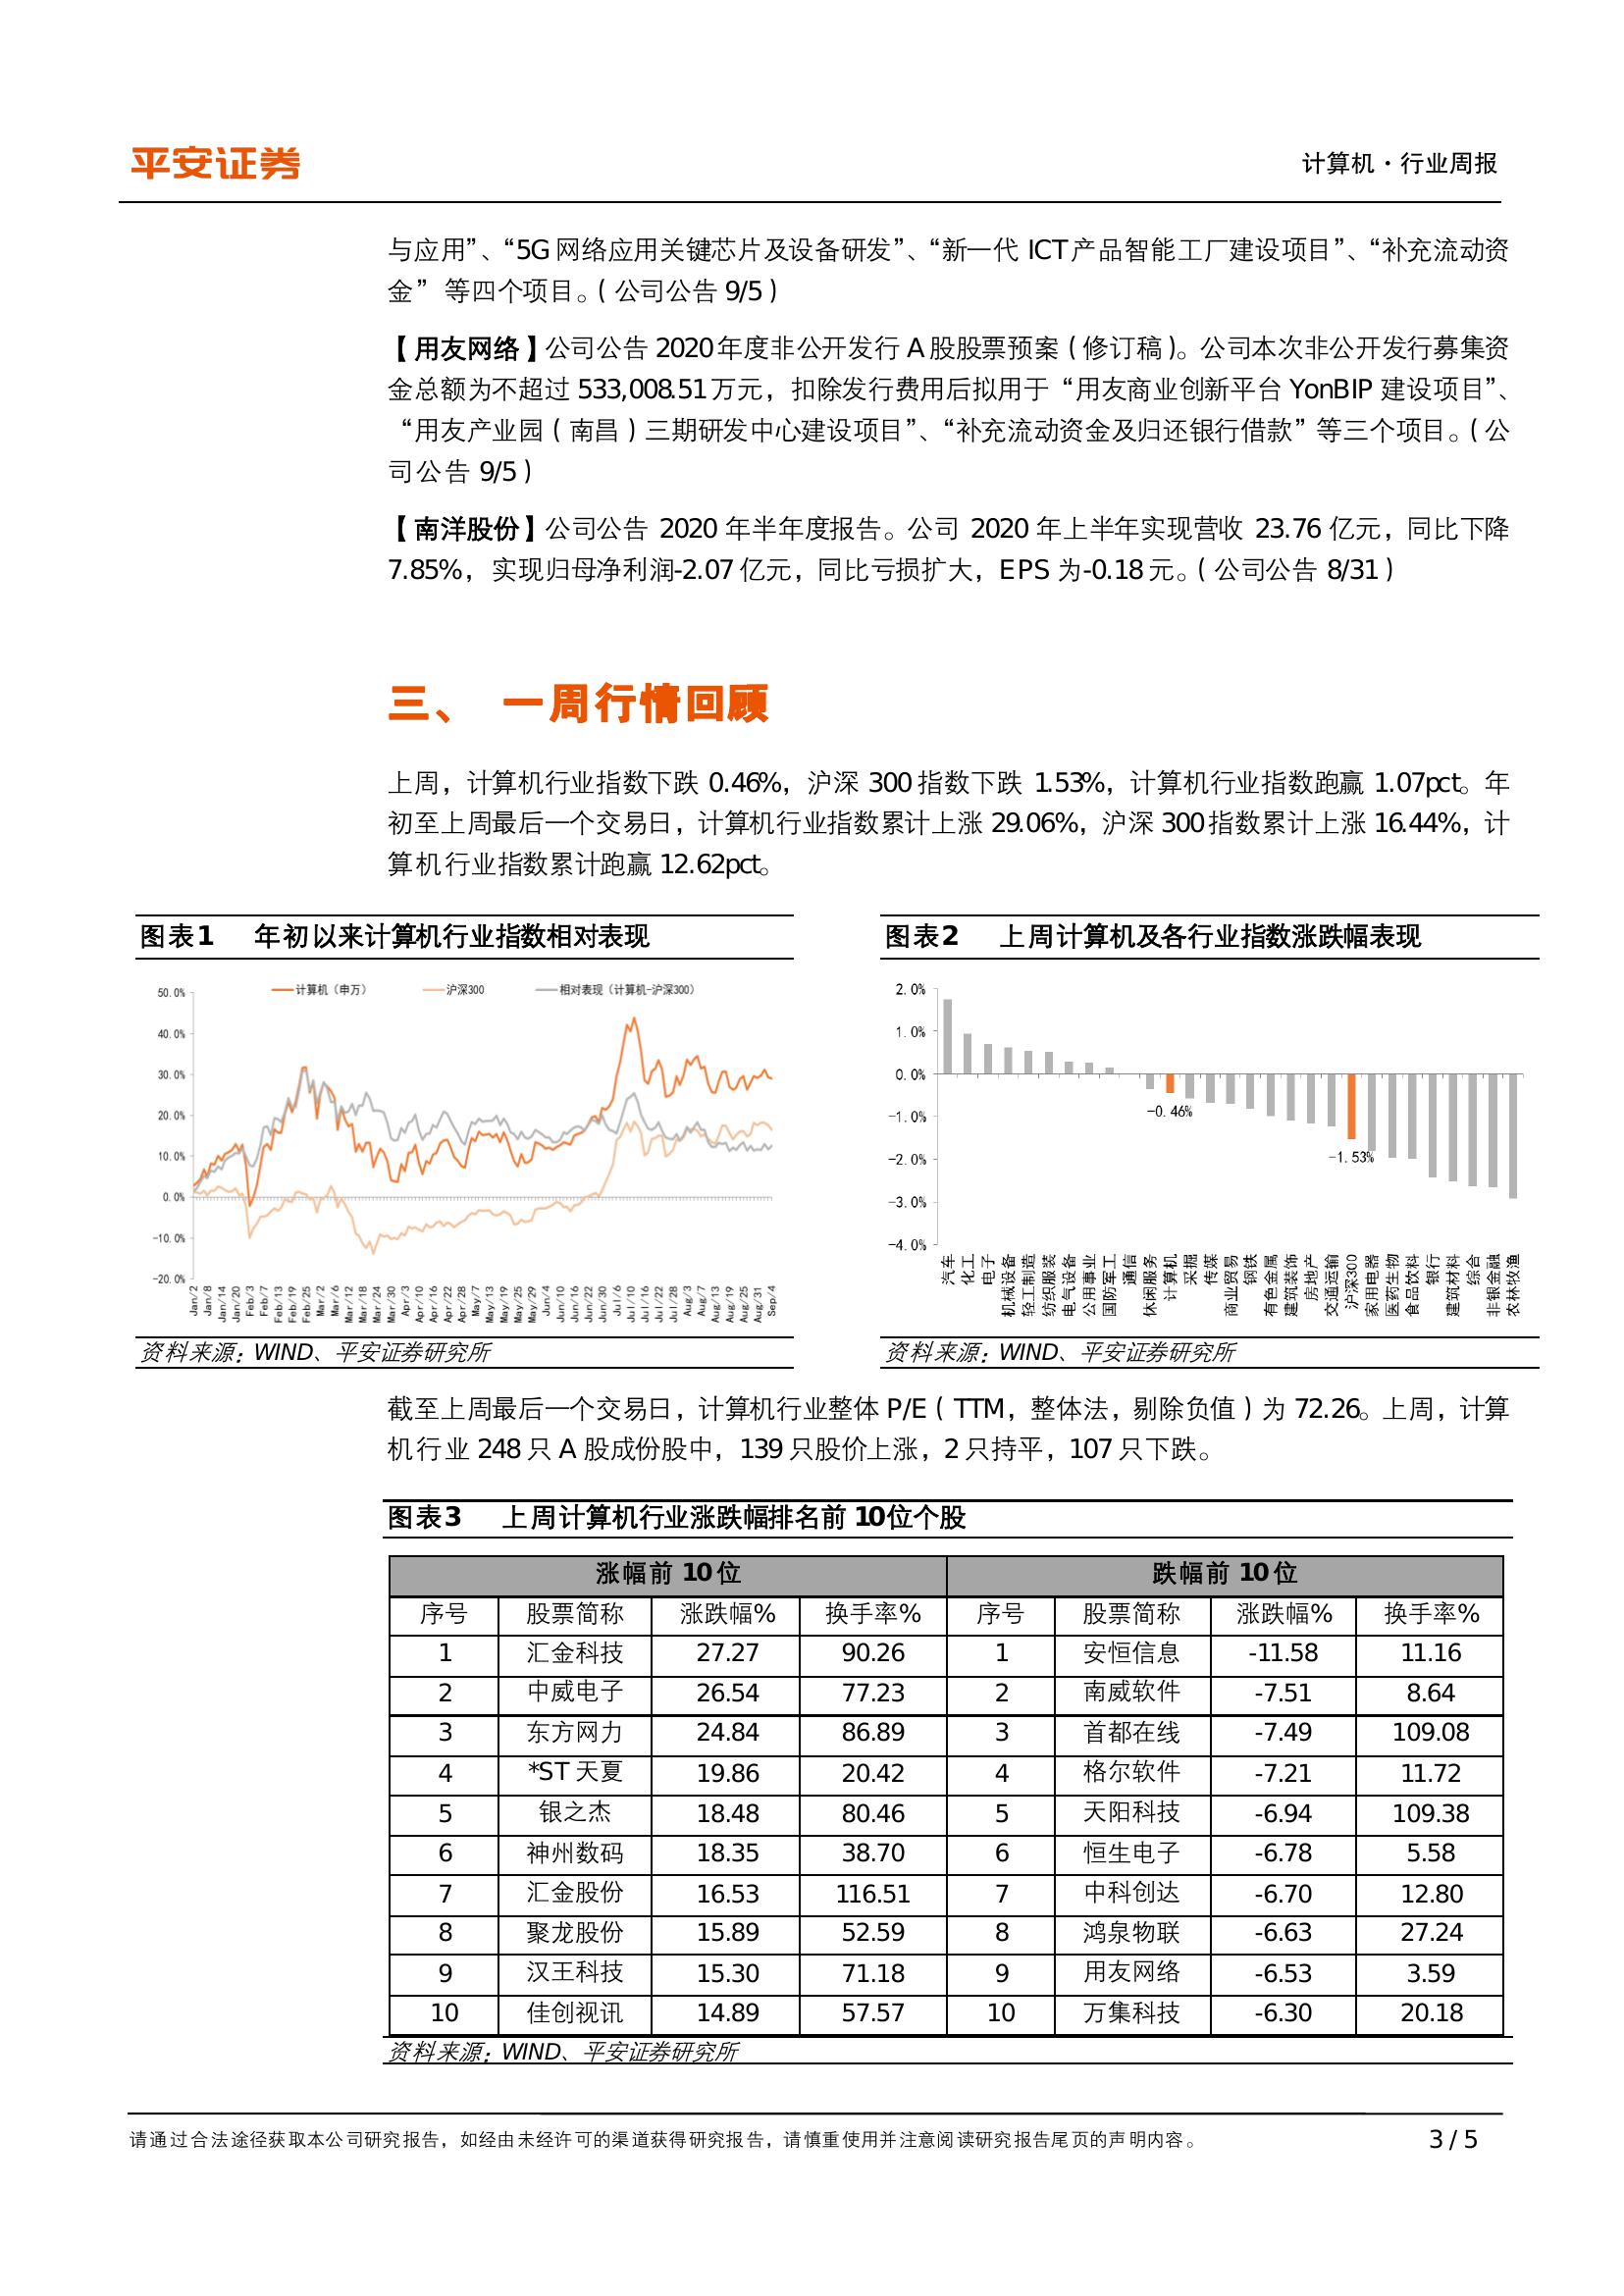 平安证券
计算机·行业周报
与应用”、“5G 网络应用关键芯片及设备研发”、“新一代 ICT 产品智能工厂建设项目”、“补充流动资
金” 等四个项目。（公司公告 9/5）
【用友网络】公司公告 2020 年度非公开发行 A 股股票预案（修订稿）。公司本次非公开发行募集资
金总额为不超过 533,008.51 万元，扣除发行费用后拟用于“用友商业创新平台 YonBIP 建设项目”、
“用友产业园（南昌）三期研发中心建设项目”、“补充流动资金及归还银行借款”等三个项目。（公
司公告 9/5）
【南洋股份】公司公告 2020 年半年度报告。公司 2020 年上半年实现营收 23.76 亿元，同比下降
7.85%，实现归母净利润-2.07 亿元，同比亏损扩大，EPS 为-0.18 元。（公司公告 8/31）
三、 一周行情回顾
上周，计算机行业指数下跌 0.46%，沪深 300 指数下跌 1.53%，计算机行业指数跑赢 1.07pct。年
初至上周最后一个交易日，计算机行业指数累计上涨 29.06%，沪深 300 指数累计上涨 16.44%，计
算机行业指数累计跑赢 12.62pct。
图表1 年初以来计算机行业指数相对表现
计算机（申万） 沪深300 相对表现（计算机-沪深300）
50.0%
40.0%
30.0%
20.0%
10.0%
0.0%
-10.0%
-20.0%
Jan/2 Jan/8 Jan/14 Jan/20 Feb/3 Feb/7 Feb/13 Feb/19 Feb/25 Mar/2 Mar/6 Mar/12 Mar/18 Mar/24 Mar/30 Apr/3 Apr/10 Apr/16 Apr/22 Apr/28 May/7 May/13 May/19 May/25 May/29 Jun/4 Jun/10 Jun/16 Jun/22 Jun/30 Jul/6 Jul/10 Jul/16 Jul/22 Jul/28 Aug/3 Aug/7 Aug/13 Aug/19 Aug/25 Aug/31 Sep/4
资料来源：WIND、平安证券研究所
图表2 上周计算机及各行业指数涨跌幅表现
2.0%
1.0%
0.0%
-1.0%
-2.0%
-3.0%
-4.0%
-0.46%
-1.53%
汽车 化工 电子 机械设备 轻工制造 纺织服装 电气设备 公用事业 国防军工 通信 休闲服务 计算机 采掘 传媒 商业贸易 钢铁 有色金属 建筑装饰 房地产 交通运输 沪深300 家用电器 医药生物 食品饮料 银行 建筑材料 综合 非银金融 农林牧渔
资料来源：WIND、平安证券研究所
截至上周最后一个交易日，计算机行业整体 P/E（TTM，整体法，剔除负值）为 72.26。上周，计算
机行业 248 只 A 股成份股中，139 只股价上涨，2 只持平，107 只下跌。
图表3 上周计算机行业涨跌幅排名前 10位个股
涨幅前 10 位 跌幅前 10 位
序号 股票简称 涨跌幅% 换手率% 序号 股票简称 涨跌幅% 换手率%
1 汇金科技 27.27 90.26 1 安恒信息 -11.58 11.16
2 中威电子 26.54 77.23 2 南威软件 -7.51 8.64
3 东方网力 24.84 86.89 3 首都在线 -7.49 109.08
4 *ST 天夏 19.86 20.42 4 格尔软件 -7.21 11.72
5 银之杰 18.48 80.46 5 天阳科技 -6.94 109.38
6 神州数码 18.35 38.70 6 恒生电子 -6.78 5.58
7 汇金股份 16.53 116.51 7 中科创达 -6.70 12.80
8 聚龙股份 15.89 52.59 8 鸿泉物联 -6.63 27.24
9 汉王科技 15.30 71.18 9 用友网络 -6.53 3.59
10 佳创视讯 14.89 57.57 10 万集科技 -6.30 20.18
资料来源：WIND、平安证券研究所
请通过合法途径获取本公司研究报告，如经由未经许可的渠道获得研究报告，请慎重使用并注意阅读研究报告尾页的声明内容。
3 / 5